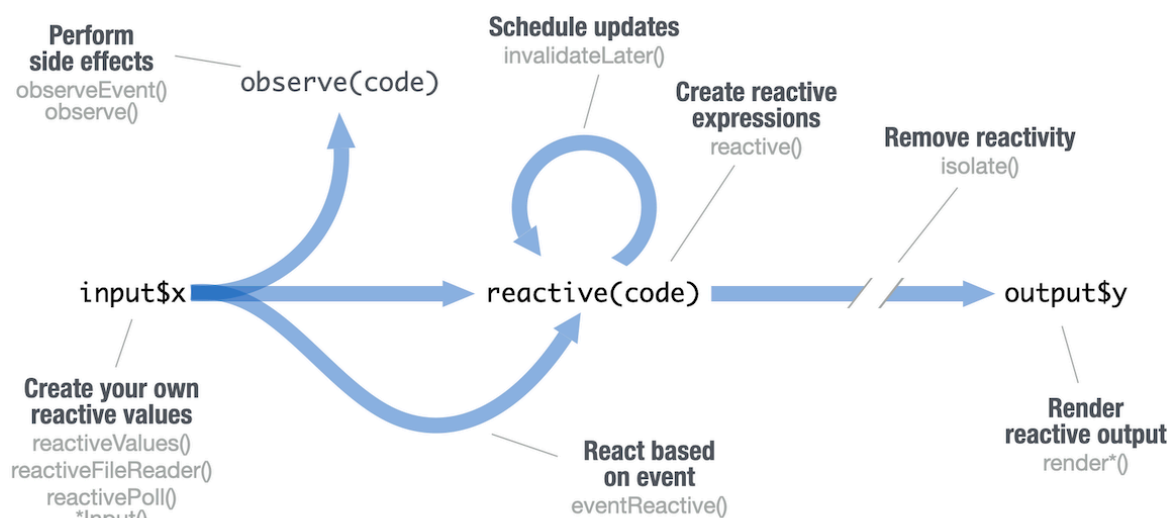 Perform
side effects
observeEvent()
observe()
observe(code)
Schedule updates
invalidateLater()
Create reactive
expressions
reactive()
Remove reactivity
isolate()
input$x
reactive(code)
output$y
Create your own
reactive values
reactiveValues()
reactiveFileReader()
reactivePoll()
*Input()
React based
on event
eventReactive()
Render
reactive output
render*()